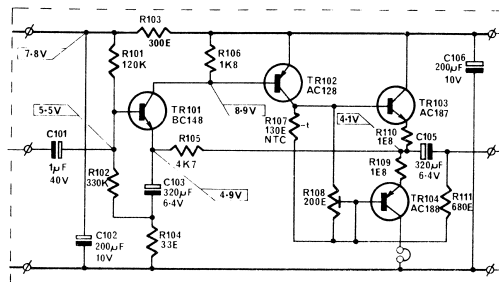 R103
300E
7-8V
R101
120K
R106
1K8
C106
200µF
10V
TR102
AC128
TR101
BC148
TR103
AC187
5-5V
8-9V
R107
130E
NTC
-t
4-1V
R110
1E8
C105
320µF
6·4V
C101
1µF
40V
R105
4K7
R109
1E8
R102
330K
C103
320µF
6·4V
4-9V
R108
200E
TR104
AC188
R111
680E
C102
200µF
10V
R104
33E